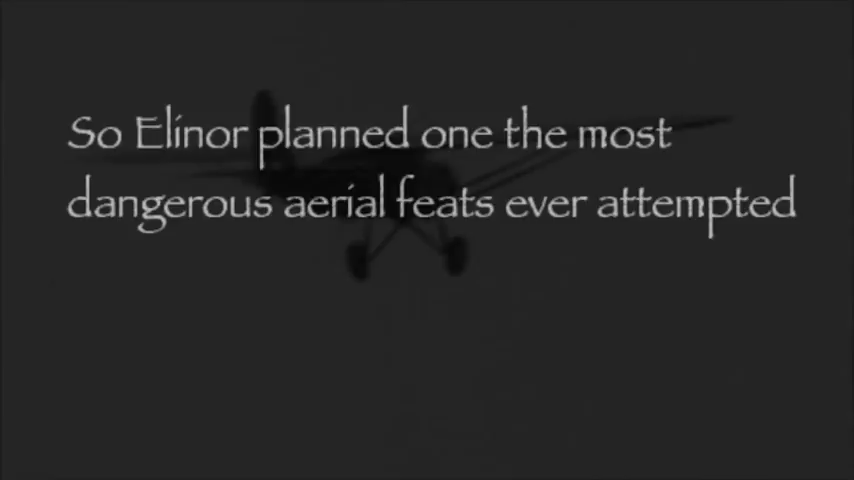 So Elinor planned one the most
dangerous aerial feats ever attempted